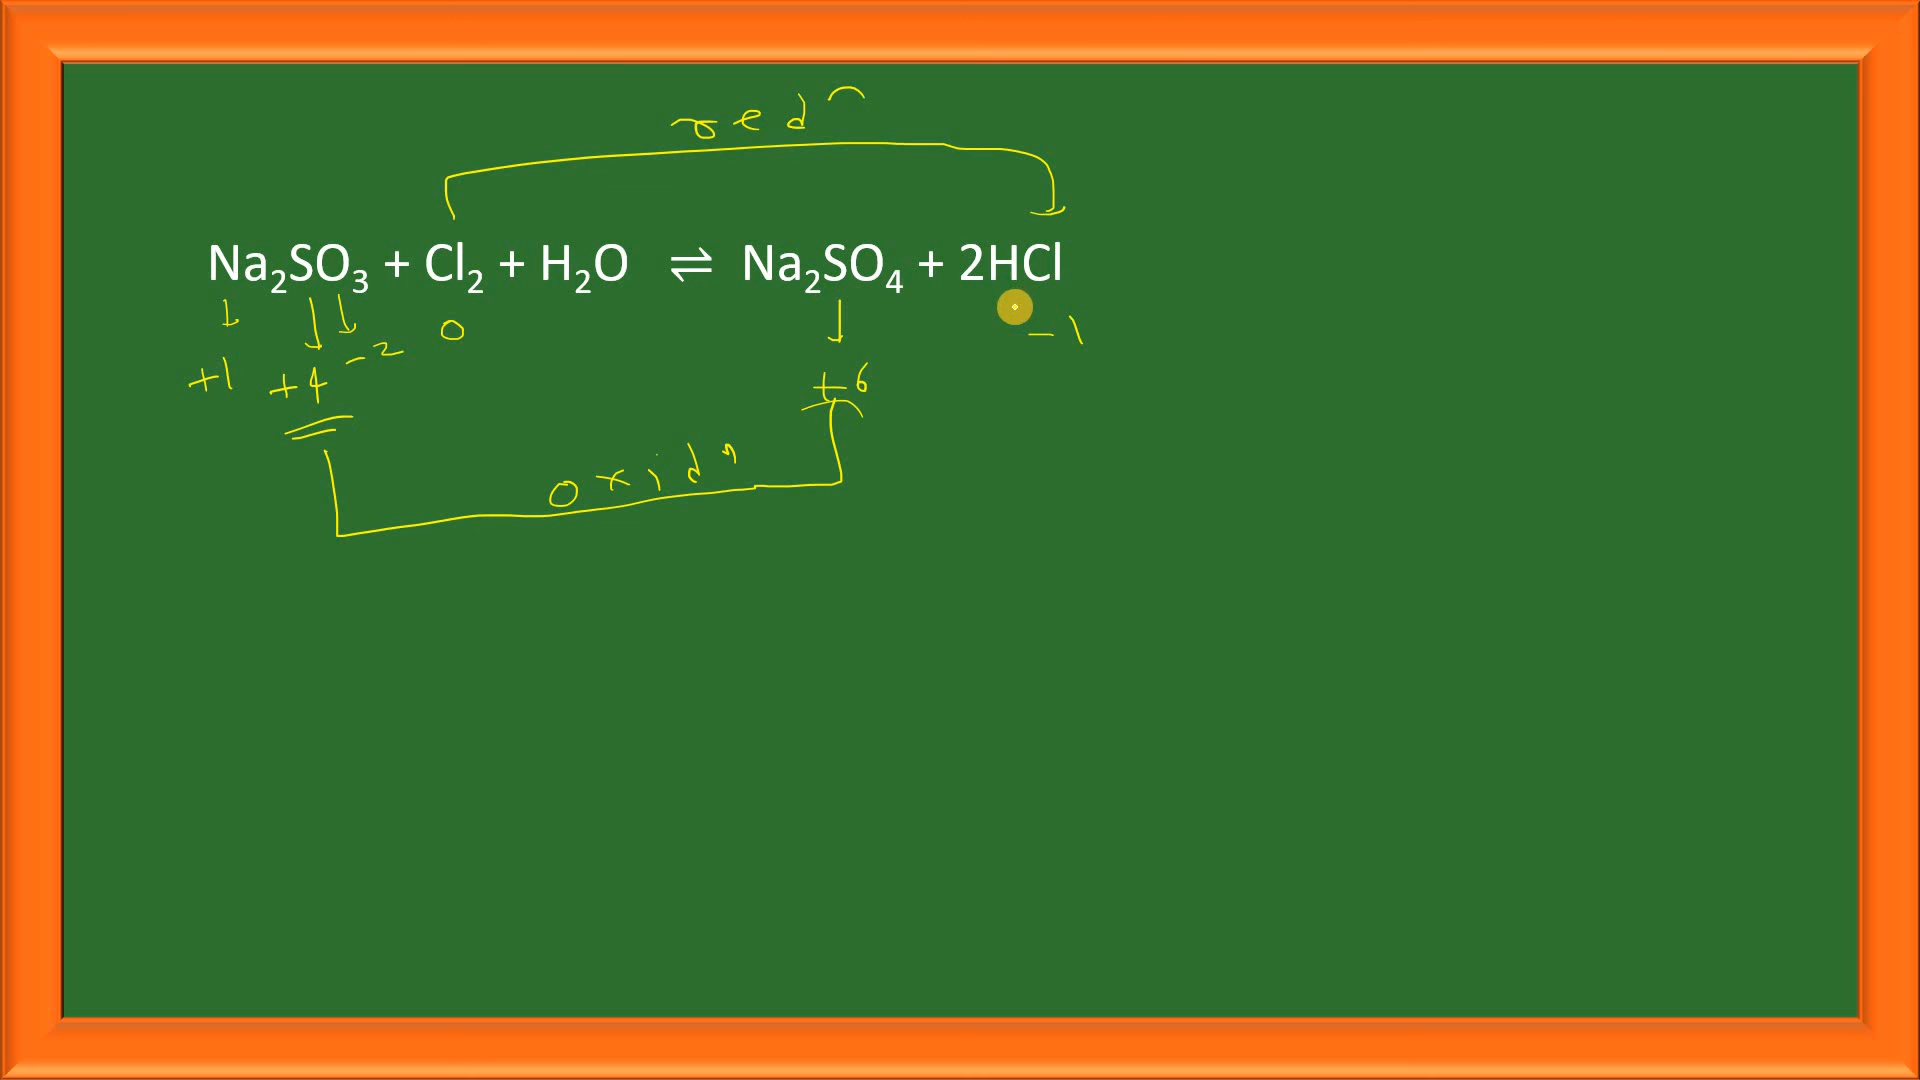 redⁿ
Na₂SO₃ + Cl₂ + H₂O ⇌ Na₂SO₄ + 2HCl
+1 +4 -2 0 +6 -1
oxidⁿ